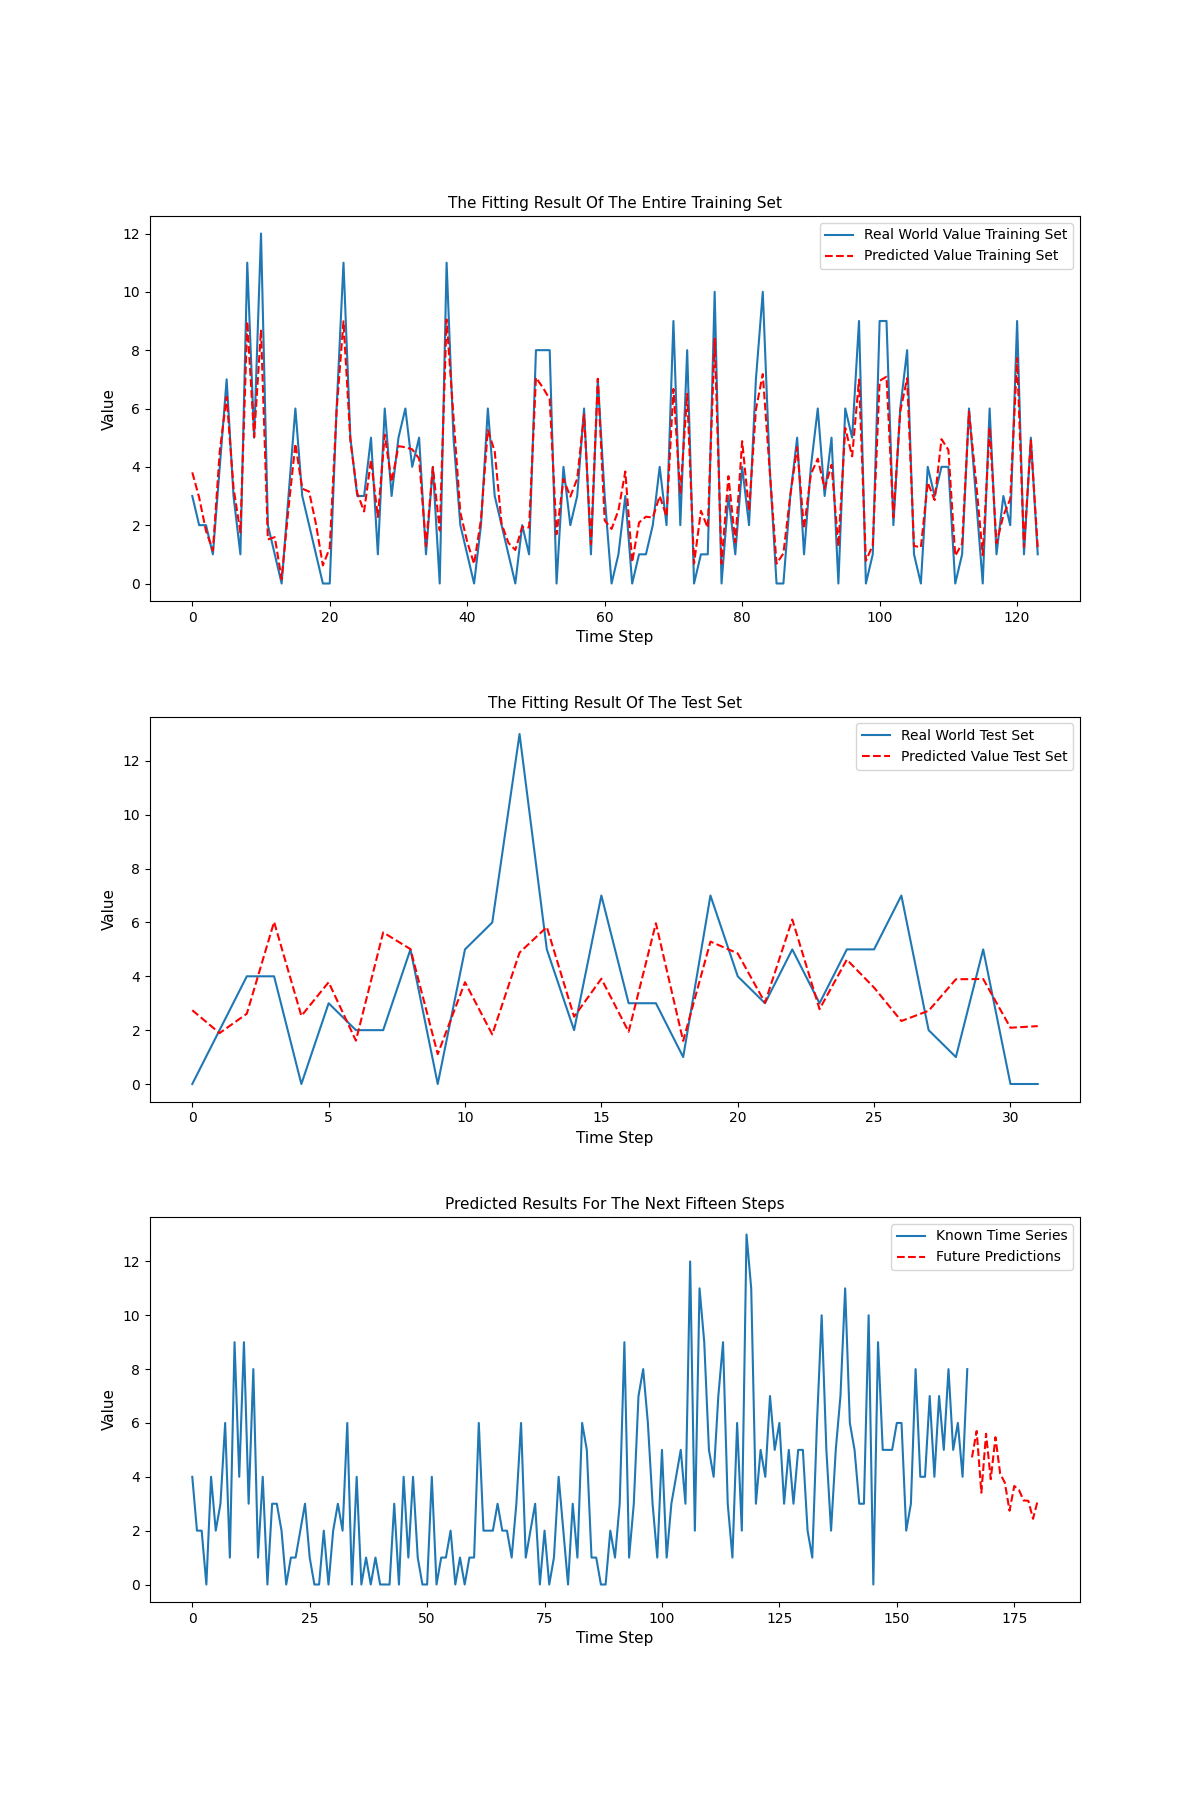 The Fitting Result Of The Entire Training Set
Real World Value Training Set
Predicted Value Training Set
12
10
8
6
4
2
0
Value
0 20 40 60 80 100 120
Time Step
The Fitting Result Of The Test Set
Real World Test Set
Predicted Value Test Set
12
10
8
6
4
2
0
Value
0 5 10 15 20 25 30
Time Step
Predicted Results For The Next Fifteen Steps
Known Time Series
Future Predictions
12
10
8
6
4
2
0
Value
0 25 50 75 100 125 150 175
Time Step